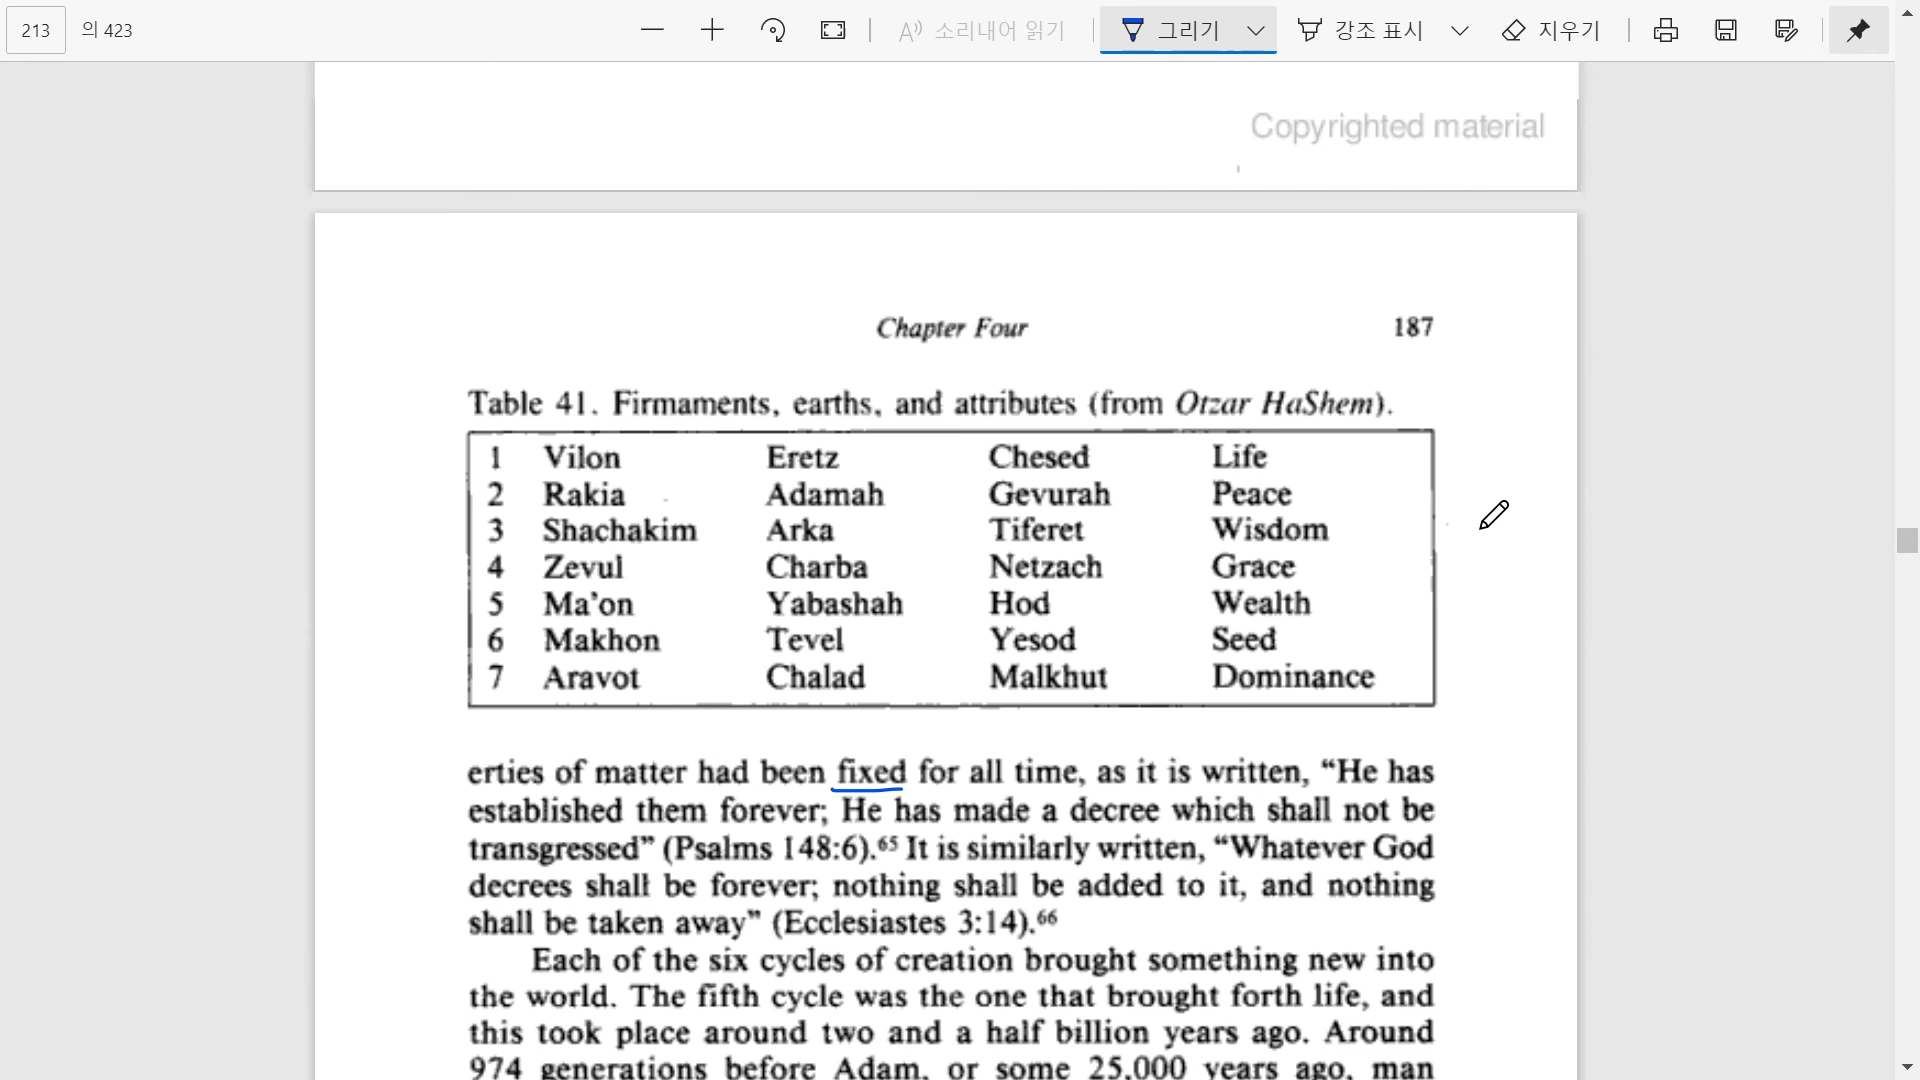 213 의 423 A 소리내어 읽기 그리기 강조 표시 지우기
Copyrighted material
Chapter Four 187
Table 41. Firmaments, earths, and attributes (from Otzar HaShem).
1 Vilon Eretz Chesed Life
2 Rakia Adamah Gevurah Peace
3 Shachakim Arka Tiferet Wisdom
4 Zevul Charba Netzach Grace
5 Ma'on Yabashah Hod Wealth
6 Makhon Tevel Yesod Seed
7 Aravot Chalad Malkhut Dominance
erties of matter had been fixed for all time, as it is written, “He has
established them forever; He has made a decree which shall not be
transgressed” (Psalms 148:6).⁶⁵ It is similarly written, “Whatever God
decrees shall be forever; nothing shall be added to it, and nothing
shall be taken away” (Ecclesiastes 3:14).⁶⁶
Each of the six cycles of creation brought something new into
the world. The fifth cycle was the one that brought forth life, and
this took place around two and a half billion years ago. Around
974 generations before Adam, or some 25,000 years ago, man